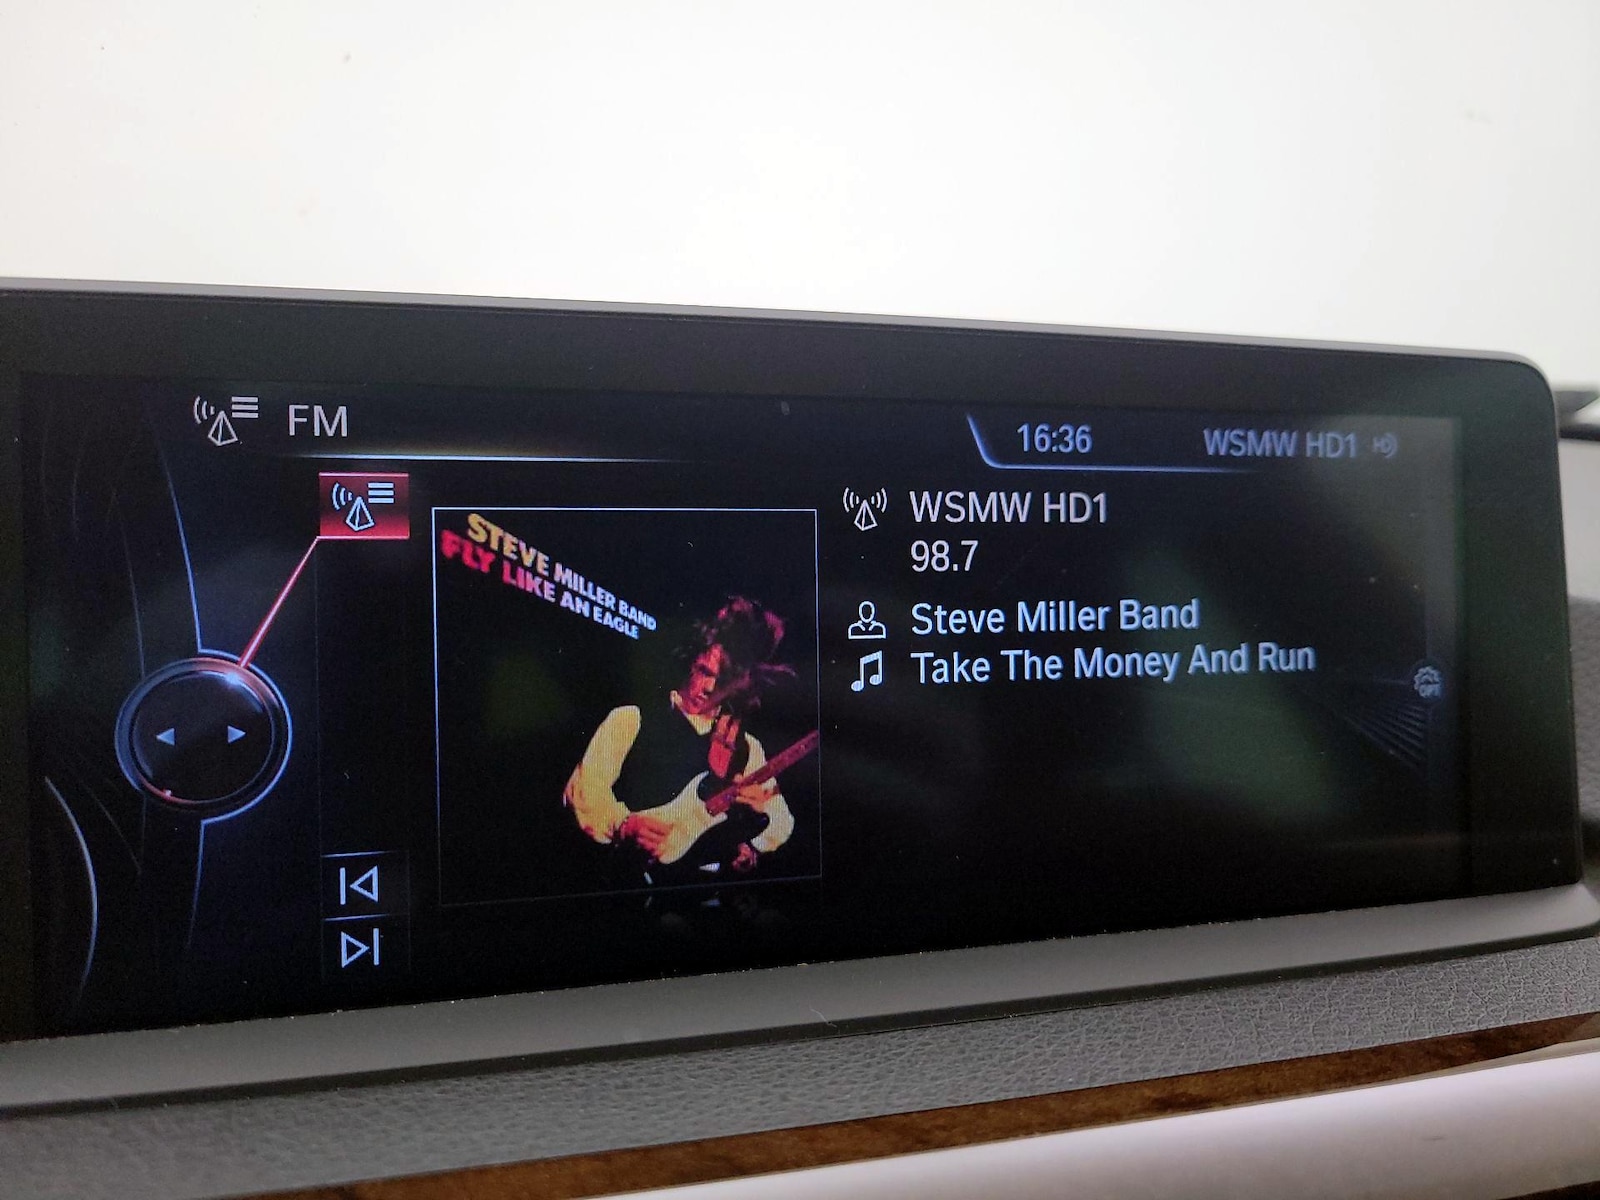 FM
16:36
WSMW HD1
STEVE MILLER BAND
FLY LIKE AN EAGLE
WSMW HD1
98.7
Steve Miller Band
Take The Money And Run
OPT